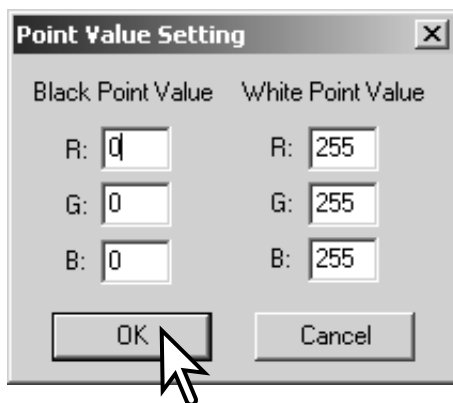 Point Value Setting
Black Point Value White Point Value
R: 0 R: 255
G: 0 G: 255
B: 0 B: 255
OK Cancel